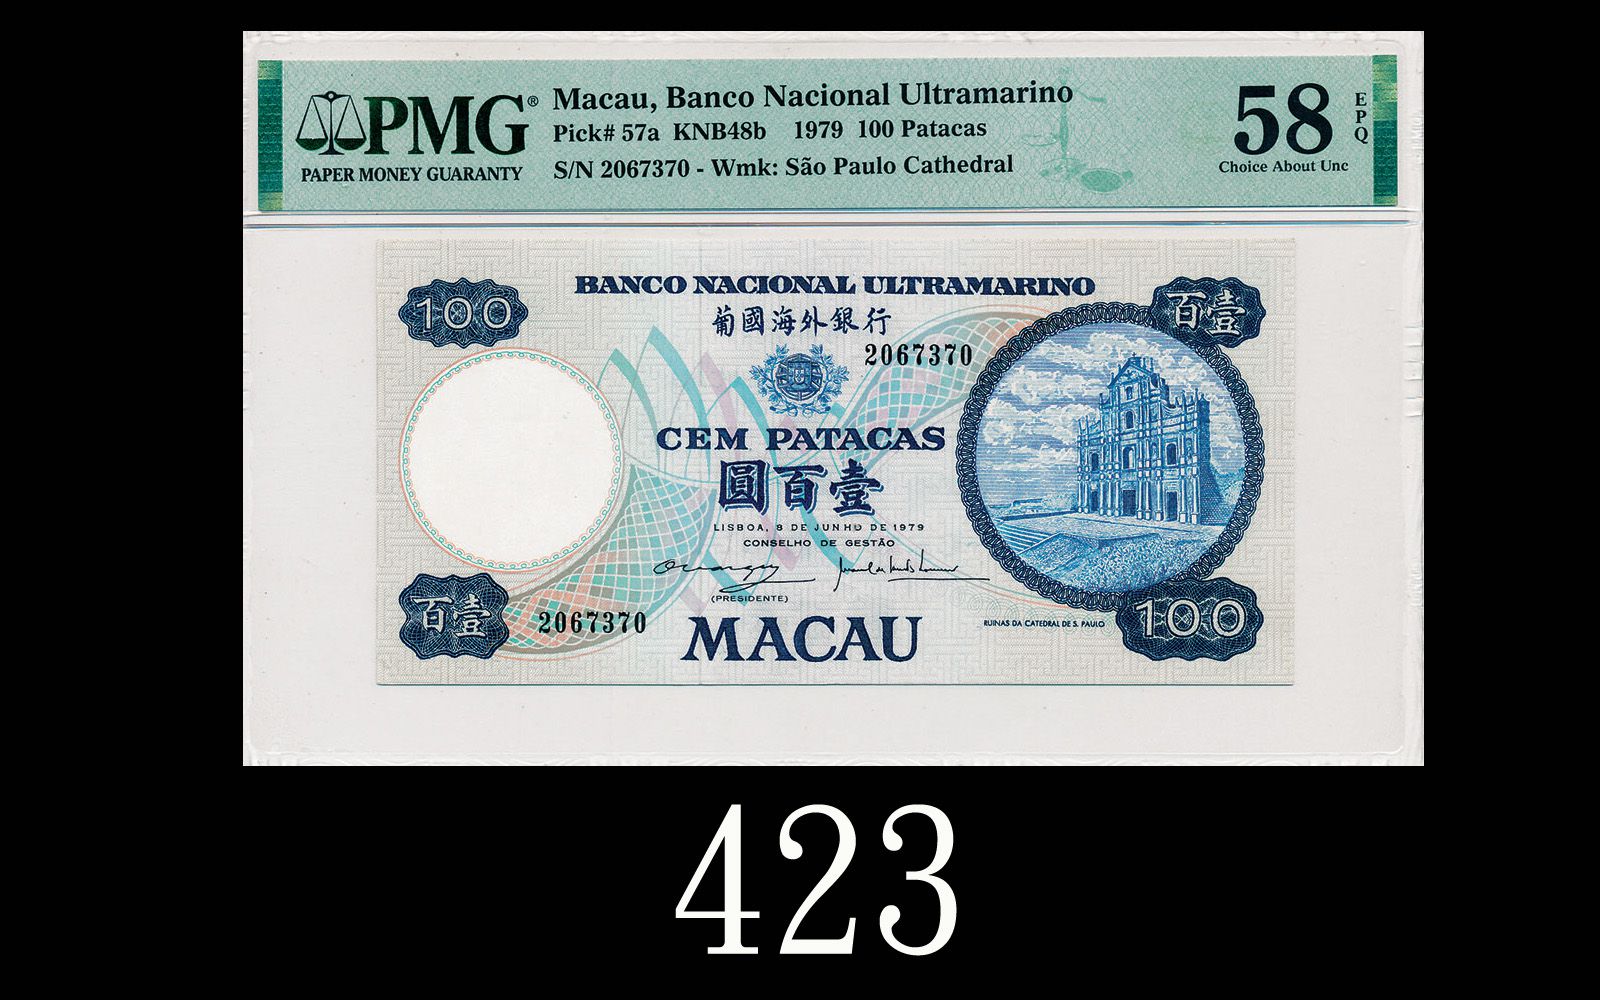 PMG®
PAPER MONEY GUARANTY
Macau, Banco Nacional Ultramarino
Pick# 57a KNB48b 1979 100 Patacas
S/N 2067370 - Wmk: São Paulo Cathedral
58
EPQ
Choice About Unc
BANCO NACIONAL ULTRAMARINO
100
百壹
葡國海外銀行
2067370
CEM PATACAS
圓百壹
LISBOA, 8 DE JUNHO DE 1979
CONSELHO DE GESTÃO
(PRESIDENTE)
百壹
2067370
MACAU
RUINAS DA CATEDRAL DE S. PAULO
100
423